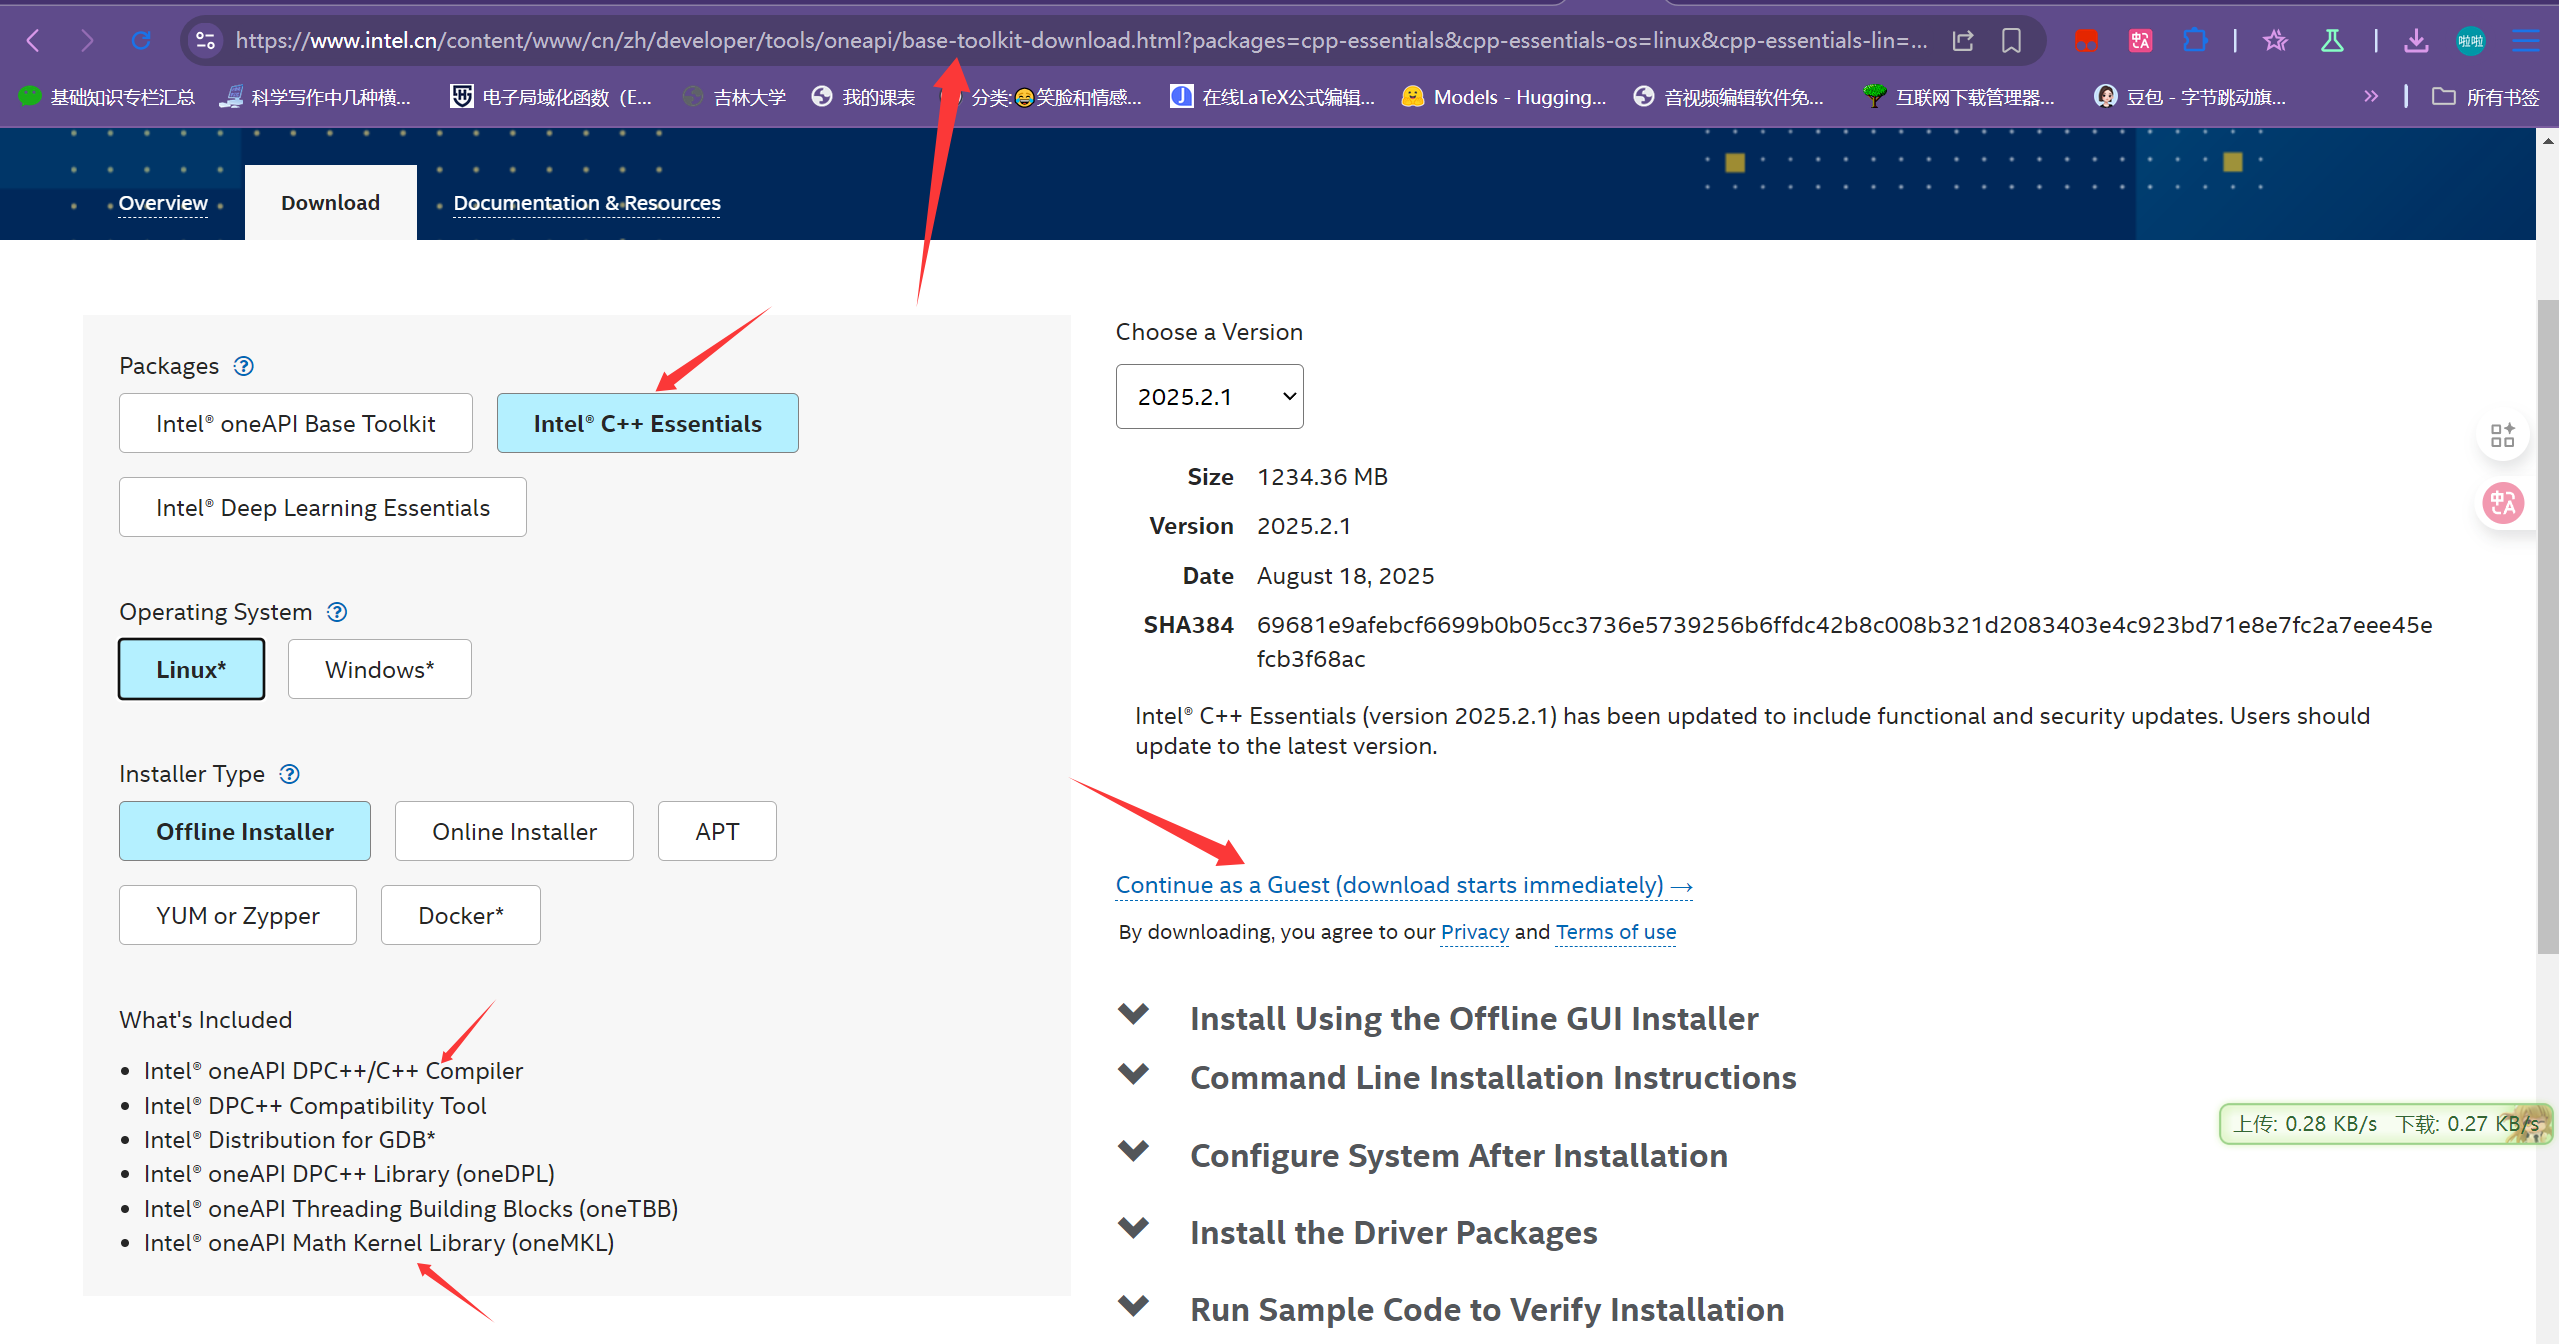 https://www.intel.cn/content/www/cn/zh/developer/tools/oneapi/base-toolkit-download.html?packages=cpp-essentials&cpp-essentials-os=linux&cpp-essentials-lin=...
啦啦
基础知识专栏汇总 科学写作中几种横... 电子局域化函数（E... 吉林大学 我的课表 分类:😄笑脸和情感... 在线LaTeX公式编辑... Models - Hugging... 音视频编辑软件免... 互联网下载管理器... 豆包 - 字节跳动旗... 所有书签
Overview Download Documentation & Resources
Packages
Intel® oneAPI Base Toolkit Intel® C++ Essentials
Intel® Deep Learning Essentials
Operating System
Linux* Windows*
Installer Type
Offline Installer Online Installer APT
YUM or Zypper Docker*
What's Included
• Intel® oneAPI DPC++/C++ Compiler
• Intel® DPC++ Compatibility Tool
• Intel® Distribution for GDB*
• Intel® oneAPI DPC++ Library (oneDPL)
• Intel® oneAPI Threading Building Blocks (oneTBB)
• Intel® oneAPI Math Kernel Library (oneMKL)
Choose a Version
2025.2.1
Size 1234.36 MB
Version 2025.2.1
Date August 18, 2025
SHA384 69681e9afebcf6699b0b05cc3736e5739256b6ffdc42b8c008b321d2083403e4c923bd71e8e7fc2a7eee45e
fcb3f68ac
Intel® C++ Essentials (version 2025.2.1) has been updated to include functional and security updates. Users should
update to the latest version.
Continue as a Guest (download starts immediately) →
By downloading, you agree to our Privacy and Terms of use
Install Using the Offline GUI Installer
Command Line Installation Instructions
Configure System After Installation
Install the Driver Packages
Run Sample Code to Verify Installation
上传: 0.28 KB/s 下载: 0.27 KB/s